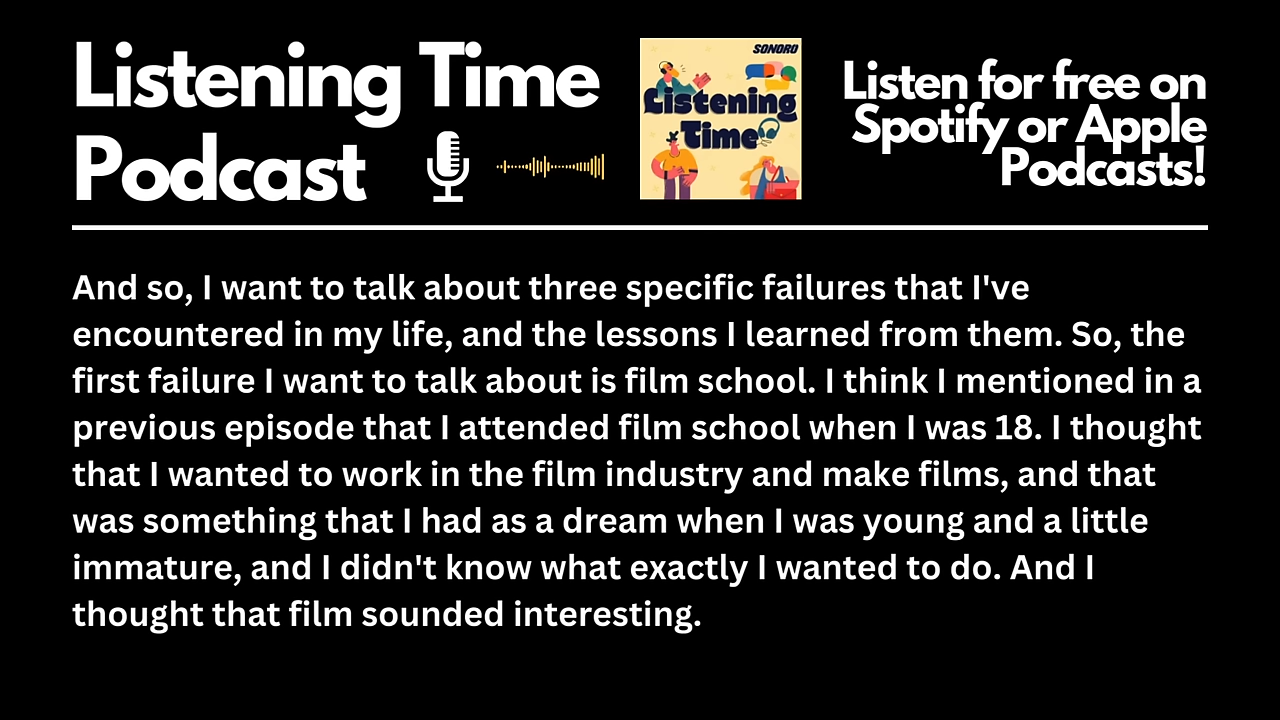 Listening Time
Podcast
SONORO
Listening
Time
Listen for free on
Spotify or Apple
Podcasts!
And so, I want to talk about three specific failures that I've
encountered in my life, and the lessons I learned from them. So, the
first failure I want to talk about is film school. I think I mentioned in a
previous episode that I attended film school when I was 18. I thought
that I wanted to work in the film industry and make films, and that
was something that I had as a dream when I was young and a little
immature, and I didn't know what exactly I wanted to do. And I
thought that film sounded interesting.